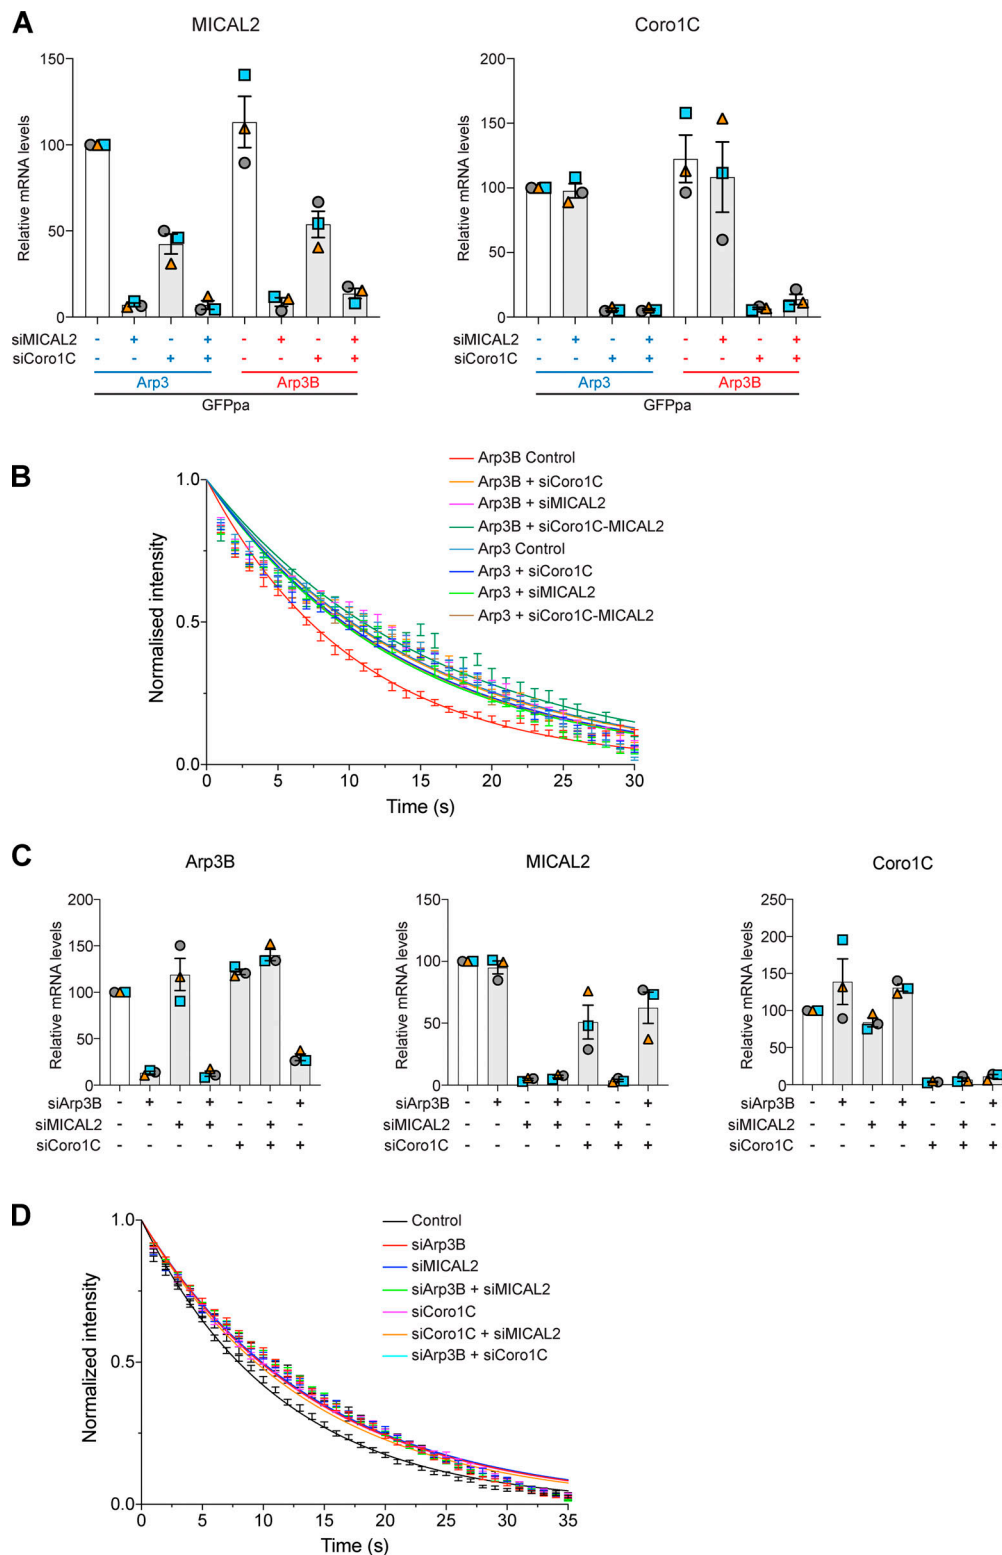 A
MICAL2
Coro1C
Relative mRNA levels
150
100
50
0
Relative mRNA levels
200
150
100
50
0
siMICAL2 - + - + - + - +
siCoro1C - - + + - - + +
Arp3 Arp3B
GFPpa
siMICAL2 - + - + - + - +
siCoro1C - - + + - - + +
Arp3 Arp3B
GFPpa
B
Normalised intensity
1.0
0.5
0.0
0 5 10 15 20 25 30
Time (s)
Arp3B Control
Arp3B + siCoro1C
Arp3B + siMICAL2
Arp3B + siCoro1C-MICAL2
Arp3 Control
Arp3 + siCoro1C
Arp3 + siMICAL2
Arp3 + siCoro1C-MICAL2
C
Arp3B
MICAL2
Coro1C
Relative mRNA levels
200
150
100
50
0
Relative mRNA levels
150
100
50
0
Relative mRNA levels
250
200
150
100
50
0
siArp3B - + - + - - +
siMICAL2 - - + + - + -
siCoro1C - - - - + + +
siArp3B - + - + - - +
siMICAL2 - - + + - + -
siCoro1C - - - - + + +
siArp3B - + - + - - +
siMICAL2 - - + + - + -
siCoro1C - - - - + + +
D
Normalized intensity
1.0
0.5
0.0
0 5 10 15 20 25 30 35
Time (s)
Control
siArp3B
siMICAL2
siArp3B + siMICAL2
siCoro1C
siCoro1C + siMICAL2
siArp3B + siCoro1C